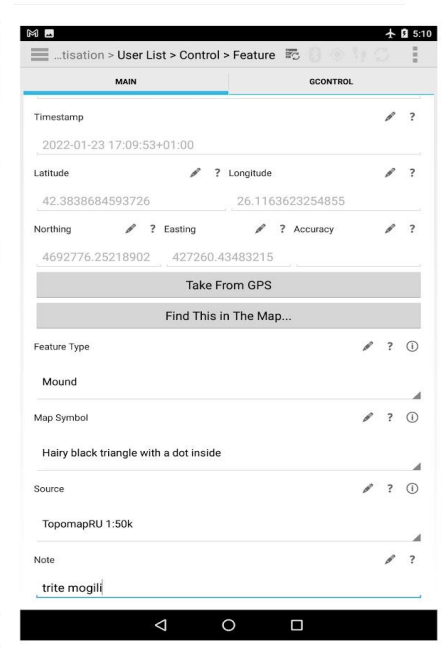 5:10
...tisation > User List > Control > Feature
MAIN GCONTROL
Timestamp ?
2022-01-23 17:09:53+01:00
Latitude ? Longitude ?
42.3838684593726 26.1163623254855
Northing ? Easting ? Accuracy ?
4692776.25218902 427260.43483215
Take From GPS
Find This in The Map...
Feature Type ?
Mound
Map Symbol ?
Hairy black triangle with a dot inside
Source ?
TopomapRU 1:50k
Note ?
trite mogili